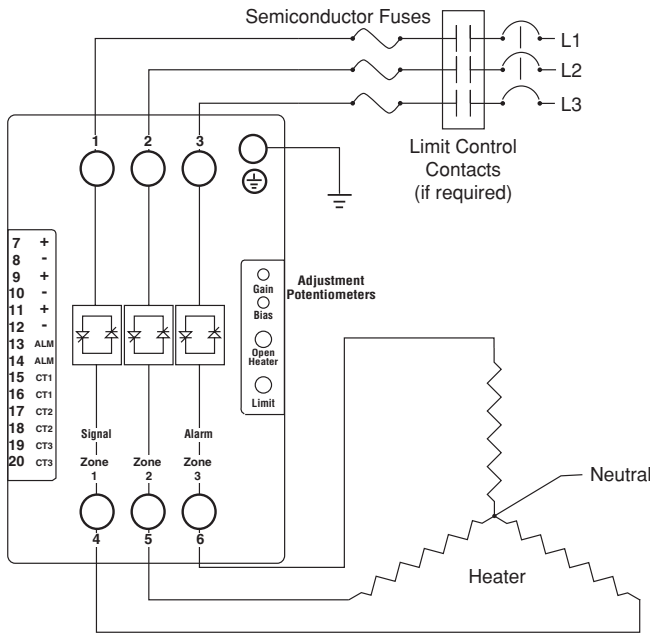 Semiconductor Fuses
L1
L2
L3
Limit Control
Contacts
(if required)
1 2 3
7 +
8 -
9 +
10 -
11 +
12 -
13 ALM
14 ALM
15 CT1
16 CT1
17 CT2
18 CT2
19 CT3
20 CT3
Gain
Bias
Open
Heater
Limit
Adjustment
Potentiometers
Signal Alarm
Zone Zone Zone
1 2 3
4 5 6
Neutral
Heater